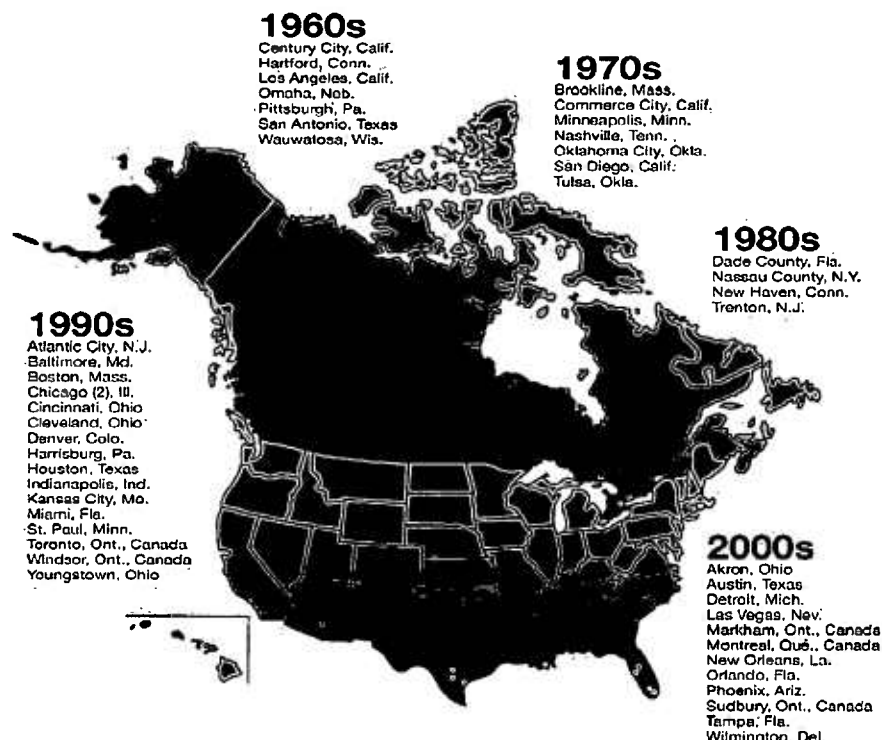 1960s
Century City, Calif.
Hartford, Conn.
Los Angeles, Calif.
Omaha, Neb.
Pittsburgh, Pa.
San Antonio, Texas
Wauwatosa, Wis.
1970s
Brookline, Mass.
Commerce City, Calif.
Minneapolis, Minn.
Nashville, Tenn.
Oklahoma City, Okla.
San Diego, Calif.
Tulsa, Okla.
1980s
Dade County, Fla.
Nassau County, N.Y.
New Haven, Conn.
Trenton, N.J.
1990s
Atlantic City, N.J.
Baltimore, Md.
Boston, Mass.
Chicago (2), Ill.
Cincinnati, Ohio
Cleveland, Ohio
Denver, Colo.
Harrisburg, Pa.
Houston, Texas
Indianapolis, Ind.
Kansas City, Mo.
Miami, Fla.
St. Paul, Minn.
Toronto, Ont., Canada
Windsor, Ont., Canada
Youngstown, Ohio
2000s
Akron, Ohio
Austin, Texas
Detroit, Mich.
Las Vegas, Nev.
Markham, Ont., Canada
Montreal, Qué., Canada
New Orleans, La.
Orlando, Fla.
Phoenix, Ariz.
Sudbury, Ont., Canada
Tampa, Fla.
Wilmington, Del.